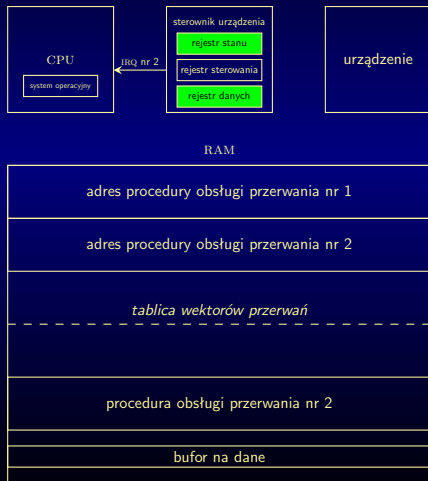 CPU
system operacyjny
IRQ nr 2
sterownik urządzenia
rejestr stanu
rejestr sterowania
rejestr danych
urządzenie
RAM
adres procedury obsługi przerwania nr 1
adres procedury obsługi przerwania nr 2
tablica wektorów przerwań
procedura obsługi przerwania nr 2
bufor na dane